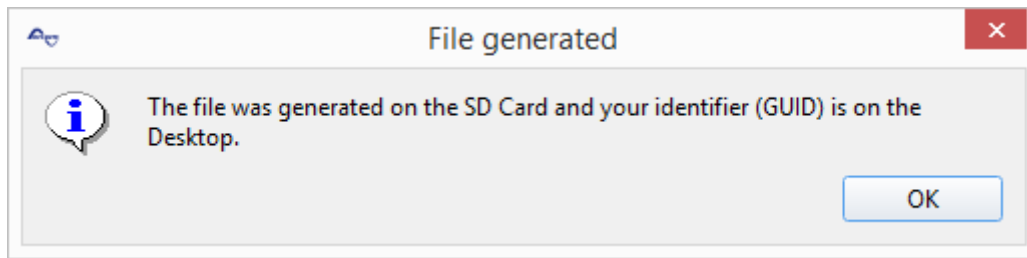 File generated
The file was generated on the SD Card and your identifier (GUID) is on the
Desktop.
OK